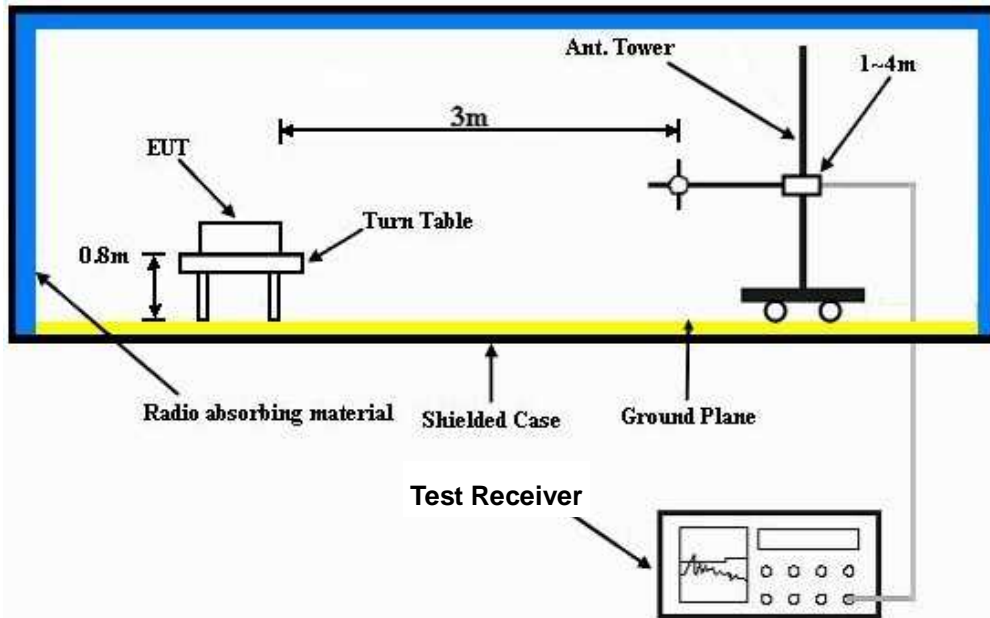 Ant. Tower
1~4m
3m
EUT
Turn Table
0.8m
Radio absorbing material
Shielded Case
Ground Plane
Test Receiver